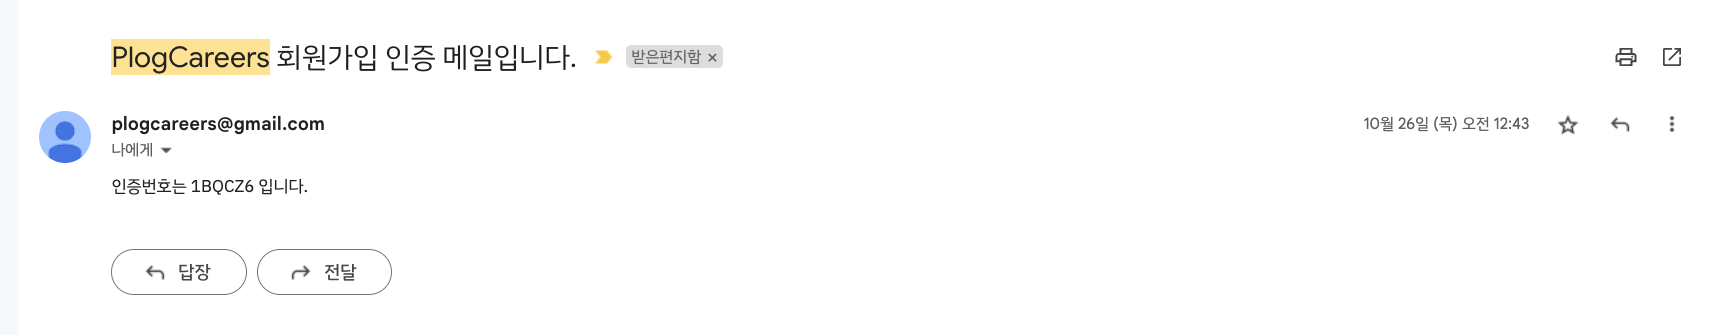 PlogCareers 회원가입 인증 메일입니다. 받은편지함 ×
plogcareers@gmail.com 10월 26일 (목) 오전 12:43
나에게
인증번호는 1BQCZ6 입니다.
답장 전달